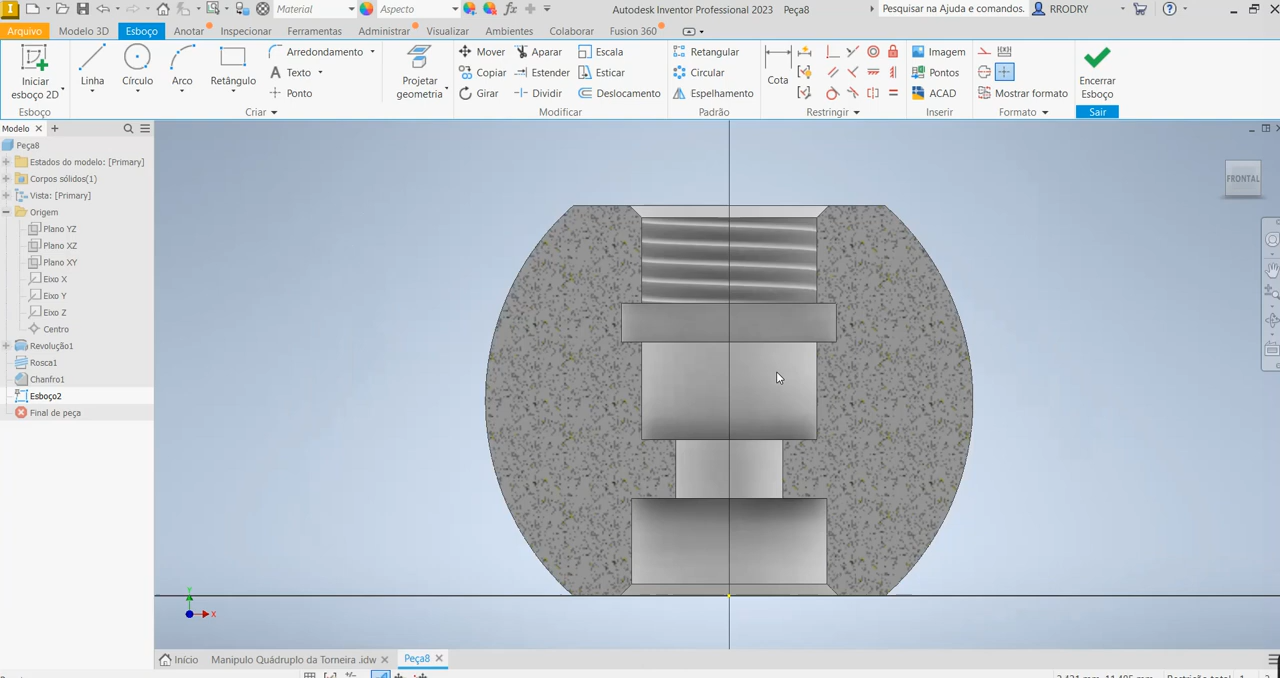 Material
Aspecto
Autodesk Inventor Professional 2023 Peça8
Pesquisar na Ajuda e comandos.
RRODRY
Arquivo
Modelo 3D
Esboço
Anotar
Inspecionar
Ferramentas
Administrar
Visualizar
Ambientes
Colaborar
Fusion 360
Iniciar
esboço 2D
Esboço
Linha
Círculo
Arco
Retângulo
Arredondamento
Texto
Ponto
Criar
Projetar
geometria
Mover
Copiar
Girar
Aparar
Estender
Dividir
Escala
Esticar
Deslocamento
Modificar
Retangular
Circular
Espelhamento
Padrão
Cota
Restringir
Imagem
Pontos
ACAD
Inserir
Mostrar formato
Formato
Encerrar
Esboço
Sair
Modelo
Peça8
Estados do modelo: [Primary]
Corpos sólidos(1)
Vista: [Primary]
Origem
Plano YZ
Plano XZ
Plano XY
Eixo X
Eixo Y
Eixo Z
Centro
Revolução1
Rosca1
Chanfro1
Esboço2
Final de peça
FRONTAL
Y
X
Início
Manipulo Quádruplo da Torneira .idw
Peça8